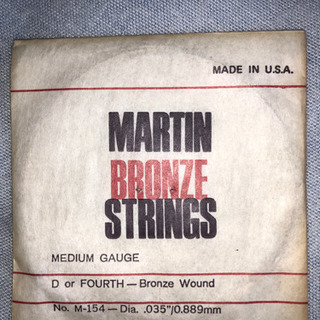 MADE IN U.S.A.
MARTIN
BRONZE
STRINGS
MEDIUM GAUGE
D or FOURTH — Bronze Wound
No. M-154 — Dia. .035"/0.889mm